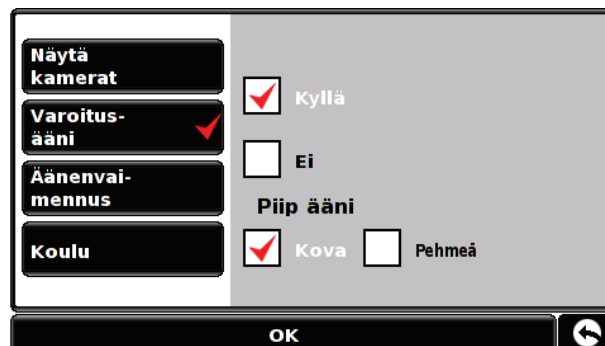 Näytä
kamerat
Varoitus-
ääni
Äänenvai-
mennus
Koulu
Kyllä
Ei
Piip ääni
Kova Pehmeä
OK